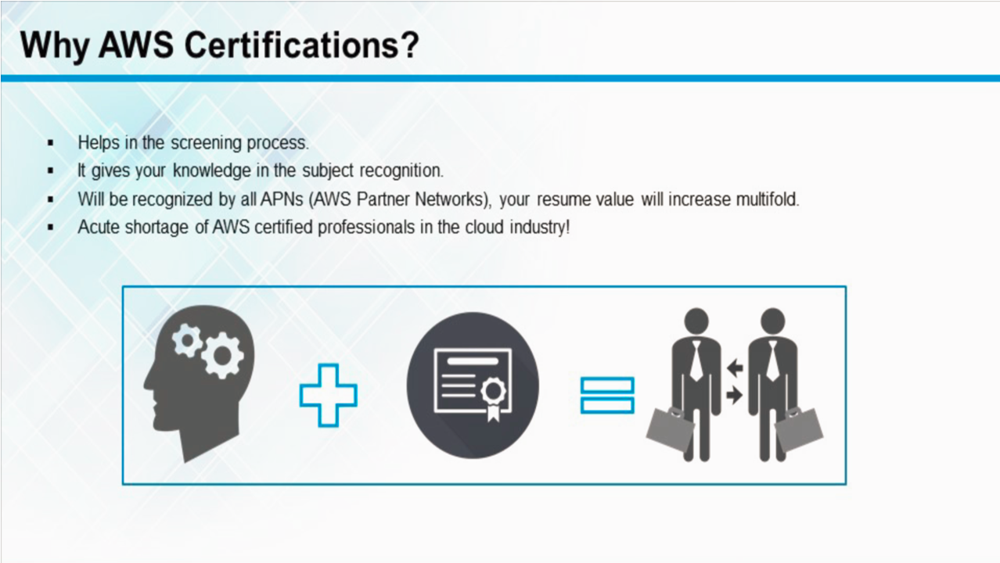 Why AWS Certifications?
Helps in the screening process.
It gives your knowledge in the subject recognition.
Will be recognized by all APNs (AWS Partner Networks), your resume value will increase multifold.
Acute shortage of AWS certified professionals in the cloud industry!